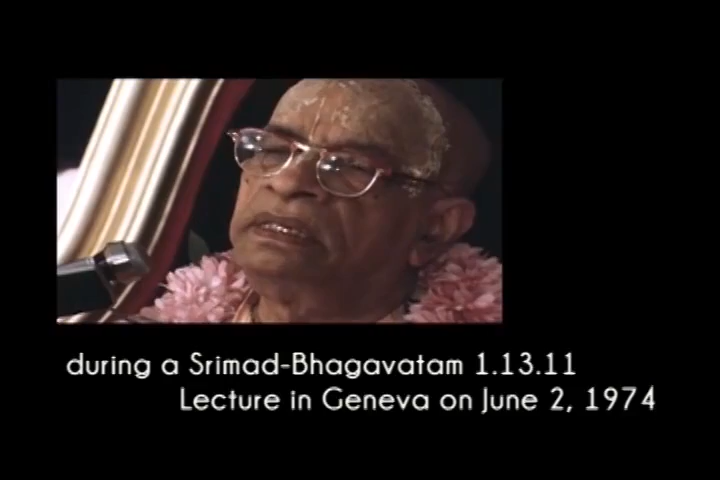 during a Srimad-Bhagavatam 1.13.11
Lecture in Geneva on June 2, 1974